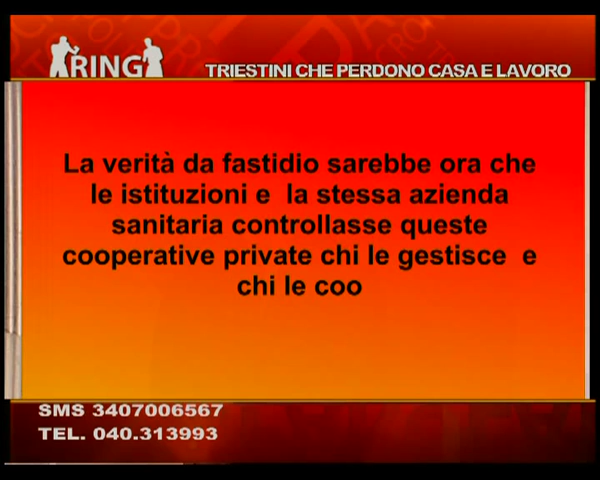 RING
TRIESTINI CHE PERDONO CASA E LAVORO
La verità da fastidio sarebbe ora che
le istituzioni e la stessa azienda
sanitaria controllasse queste
cooperative private chi le gestisce e
chi le coo
SMS 3407006567
TEL. 040.313993